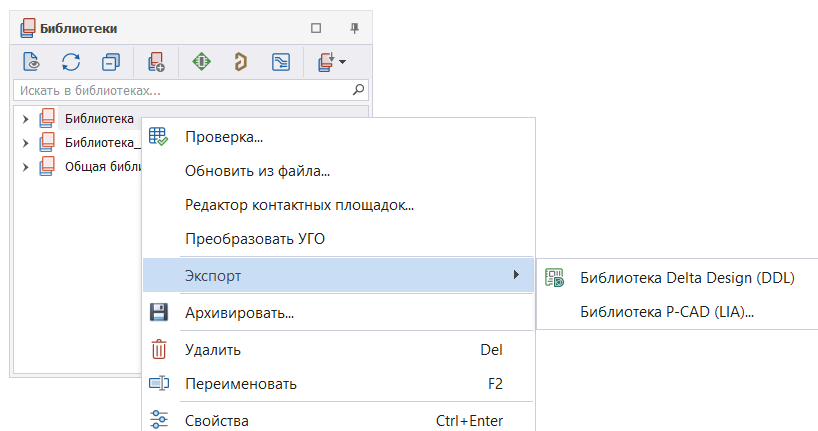 Библиотеки
Искать в библиотеках...
Библиотека
Библиотека_
Общая библи
Проверка...
Обновить из файла...
Редактор контактных площадок...
Преобразовать УГО
Экспорт
Библиотека Delta Design (DDL)
Библиотека P-CAD (LIA)...
Архивировать...
Удалить Del
Переименовать F2
Свойства Ctrl+Enter